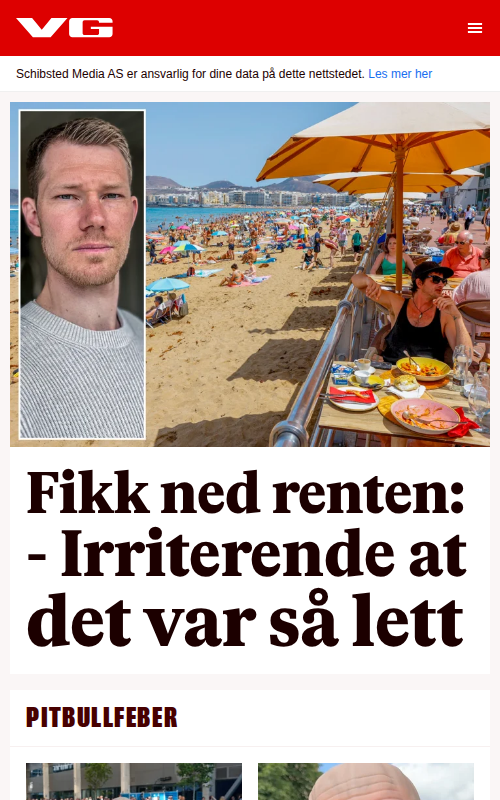 VG
Schibsted Media AS er ansvarlig for dine data på dette nettstedet. Les mer her
Fikk ned renten:
- Irriterende at
det var så lett
PITBULLFEBER